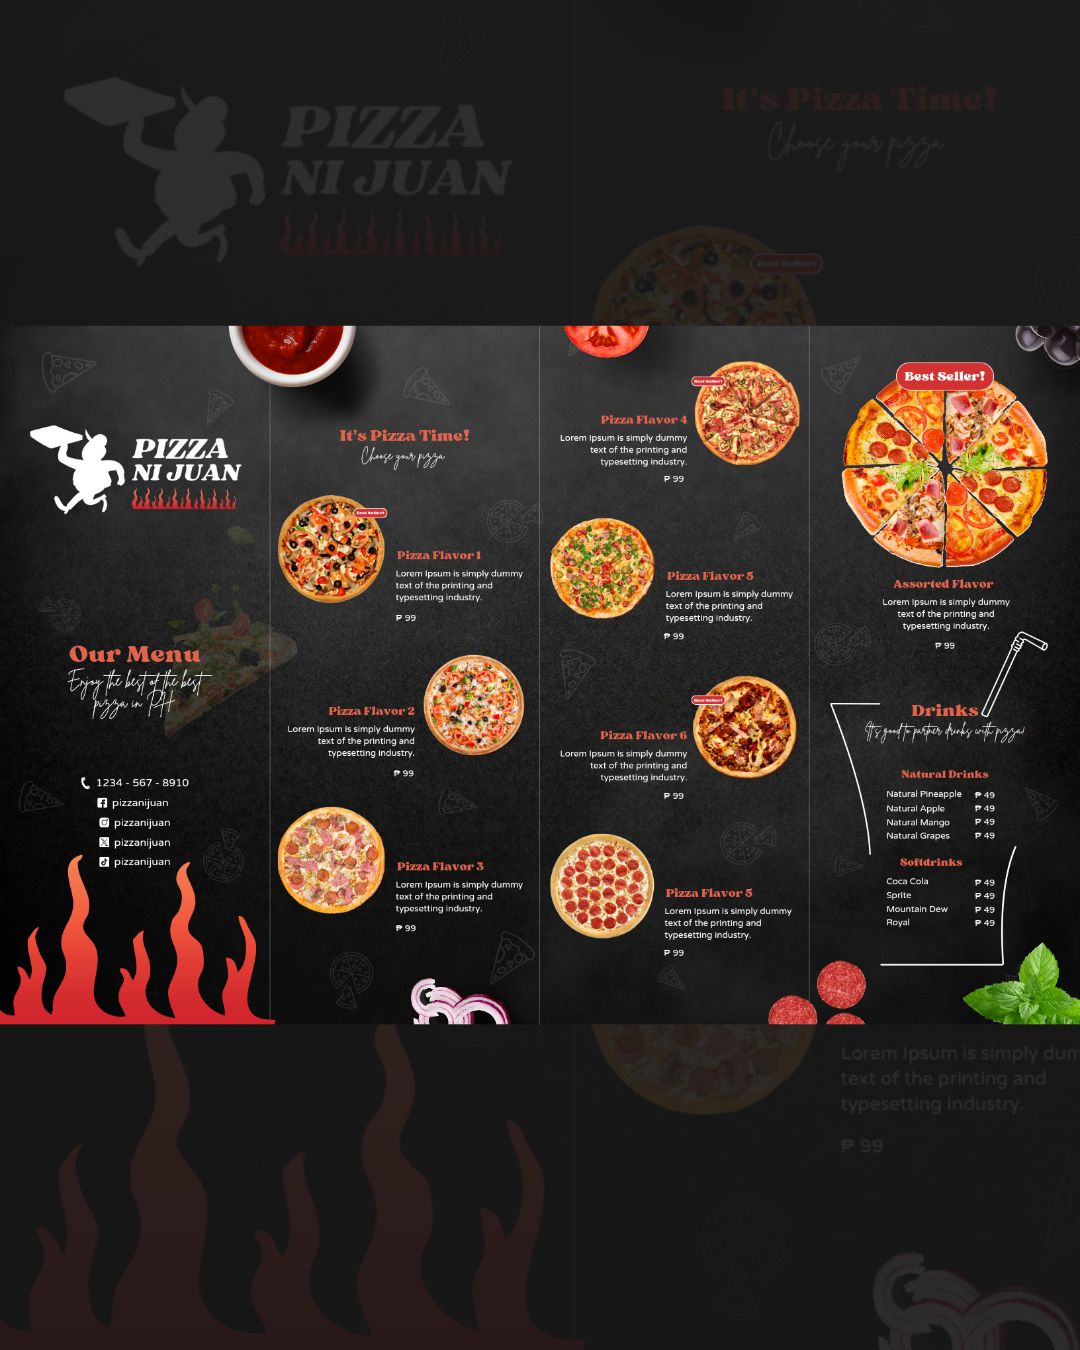 PIZZA
NI JUAN
It's Pizza Time!
Choose your pizza
Best Seller!
PIZZA
NI JUAN
Our Menu
Enjoy the best of the best
pizza in PH
1234 - 567 - 8910
pizzanijuan
pizzanijuan
pizzanijuan
pizzanijuan
It's Pizza Time!
Choose your pizza
Best Seller!
Pizza Flavor 1
Lorem Ipsum is simply dummy
text of the printing and
typesetting industry.
₱ 99
Pizza Flavor 2
Lorem Ipsum is simply dummy
text of the printing and
typesetting industry.
₱ 99
Pizza Flavor 3
Lorem Ipsum is simply dummy
text of the printing and
typesetting industry.
₱ 99
Best Seller!
Pizza Flavor 4
Lorem Ipsum is simply dummy
text of the printing and
typesetting industry.
₱ 99
Pizza Flavor 5
Lorem Ipsum is simply dummy
text of the printing and
typesetting industry.
₱ 99
Best Seller!
Pizza Flavor 6
Lorem Ipsum is simply dummy
text of the printing and
typesetting industry.
₱ 99
Pizza Flavor 5
Lorem Ipsum is simply dummy
text of the printing and
typesetting industry.
₱ 99
Best Seller!
Assorted Flavor
Lorem Ipsum is simply dummy
text of the printing and
typesetting industry.
₱ 99
Drinks
It's good to partner drinks with pizza!
Natural Drinks
Natural Pineapple ₱ 49
Natural Apple ₱ 49
Natural Mango ₱ 49
Natural Grapes ₱ 49
Softdrinks
Coca Cola ₱ 49
Sprite ₱ 49
Mountain Dew ₱ 49
Royal ₱ 49
Lorem Ipsum is simply dum
text of the printing and
typesetting industry.
₱ 99